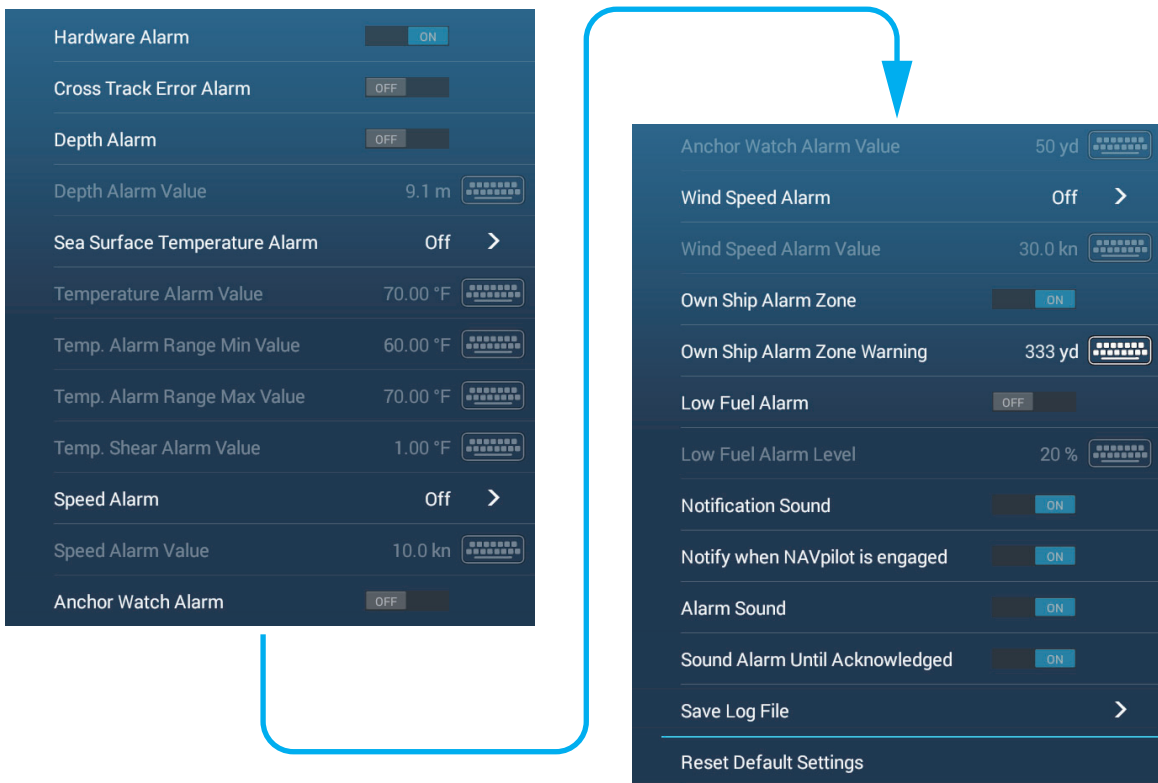 Hardware Alarm ON
Cross Track Error Alarm OFF
Depth Alarm OFF
Depth Alarm Value 9.1 m
Sea Surface Temperature Alarm Off >
Temperature Alarm Value 70.00 °F
Temp. Alarm Range Min Value 60.00 °F
Temp. Alarm Range Max Value 70.00 °F
Temp. Shear Alarm Value 1.00 °F
Speed Alarm Off >
Speed Alarm Value 10.0 kn
Anchor Watch Alarm OFF
Anchor Watch Alarm Value 50 yd
Wind Speed Alarm Off >
Wind Speed Alarm Value 30.0 kn
Own Ship Alarm Zone ON
Own Ship Alarm Zone Warning 333 yd
Low Fuel Alarm OFF
Low Fuel Alarm Level 20 %
Notification Sound ON
Notify when NAVpilot is engaged ON
Alarm Sound ON
Sound Alarm Until Acknowledged ON
Save Log File >
Reset Default Settings